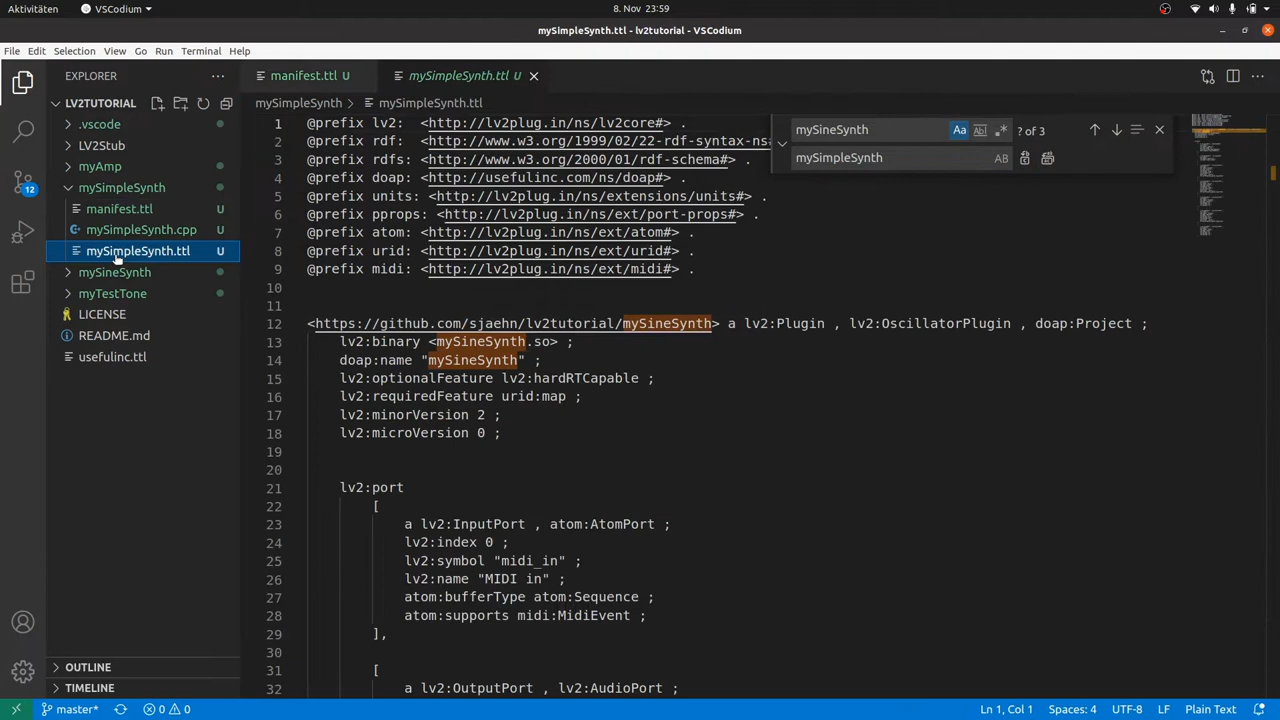 Aktivitäten VSCodium 8. Nov 23:59
mySimpleSynth.ttl - lv2tutorial - VSCodium
File Edit Selection View Go Run Terminal Help
EXPLORER
LV2TUTORIAL
.vscode
LV2Stub
myAmp
mySimpleSynth
manifest.ttl U
mySimpleSynth.cpp U
mySimpleSynth.ttl U
mySineSynth
myTestTone
LICENSE
README.md
usefulinc.ttl
OUTLINE
TIMELINE
12
manifest.ttl U mySimpleSynth.ttl U
mySimpleSynth > mySimpleSynth.ttl
mySineSynth Aa Ab .* ? of 3
mySimpleSynth AB
1 @prefix lv2: <http://lv2plug.in/ns/lv2core#> .
2 @prefix rdf: <http://www.w3.org/1999/02/22-rdf-syntax-ns#
3 @prefix rdfs: <http://www.w3.org/2000/01/rdf-schema#> .
4 @prefix doap: <http://usefulinc.com/ns/doap#> .
5 @prefix units: <http://lv2plug.in/ns/extensions/units#> .
6 @prefix pprops: <http://lv2plug.in/ns/ext/port-props#> .
7 @prefix atom: <http://lv2plug.in/ns/ext/atom#> .
8 @prefix urid: <http://lv2plug.in/ns/ext/urid#> .
9 @prefix midi: <http://lv2plug.in/ns/ext/midi#> .
10
11
12 <https://github.com/sjaehn/lv2tutorial/mySineSynth> a lv2:Plugin , lv2:OscillatorPlugin , doap:Project ;
13 lv2:binary <mySineSynth.so> ;
14 doap:name "mySineSynth" ;
15 lv2:optionalFeature lv2:hardRTCapable ;
16 lv2:requiredFeature urid:map ;
17 lv2:minorVersion 2 ;
18 lv2:microVersion 0 ;
19
20
21 lv2:port
22 [
23 a lv2:InputPort , atom:AtomPort ;
24 lv2:index 0 ;
25 lv2:symbol "midi_in" ;
26 lv2:name "MIDI in" ;
27 atom:bufferType atom:Sequence ;
28 atom:supports midi:MidiEvent ;
29 ],
30
31 [
32 a lv2:OutputPort , lv2:AudioPort ;
master* 0 0 Ln 1, Col 1 Spaces: 4 UTF-8 LF Plain Text